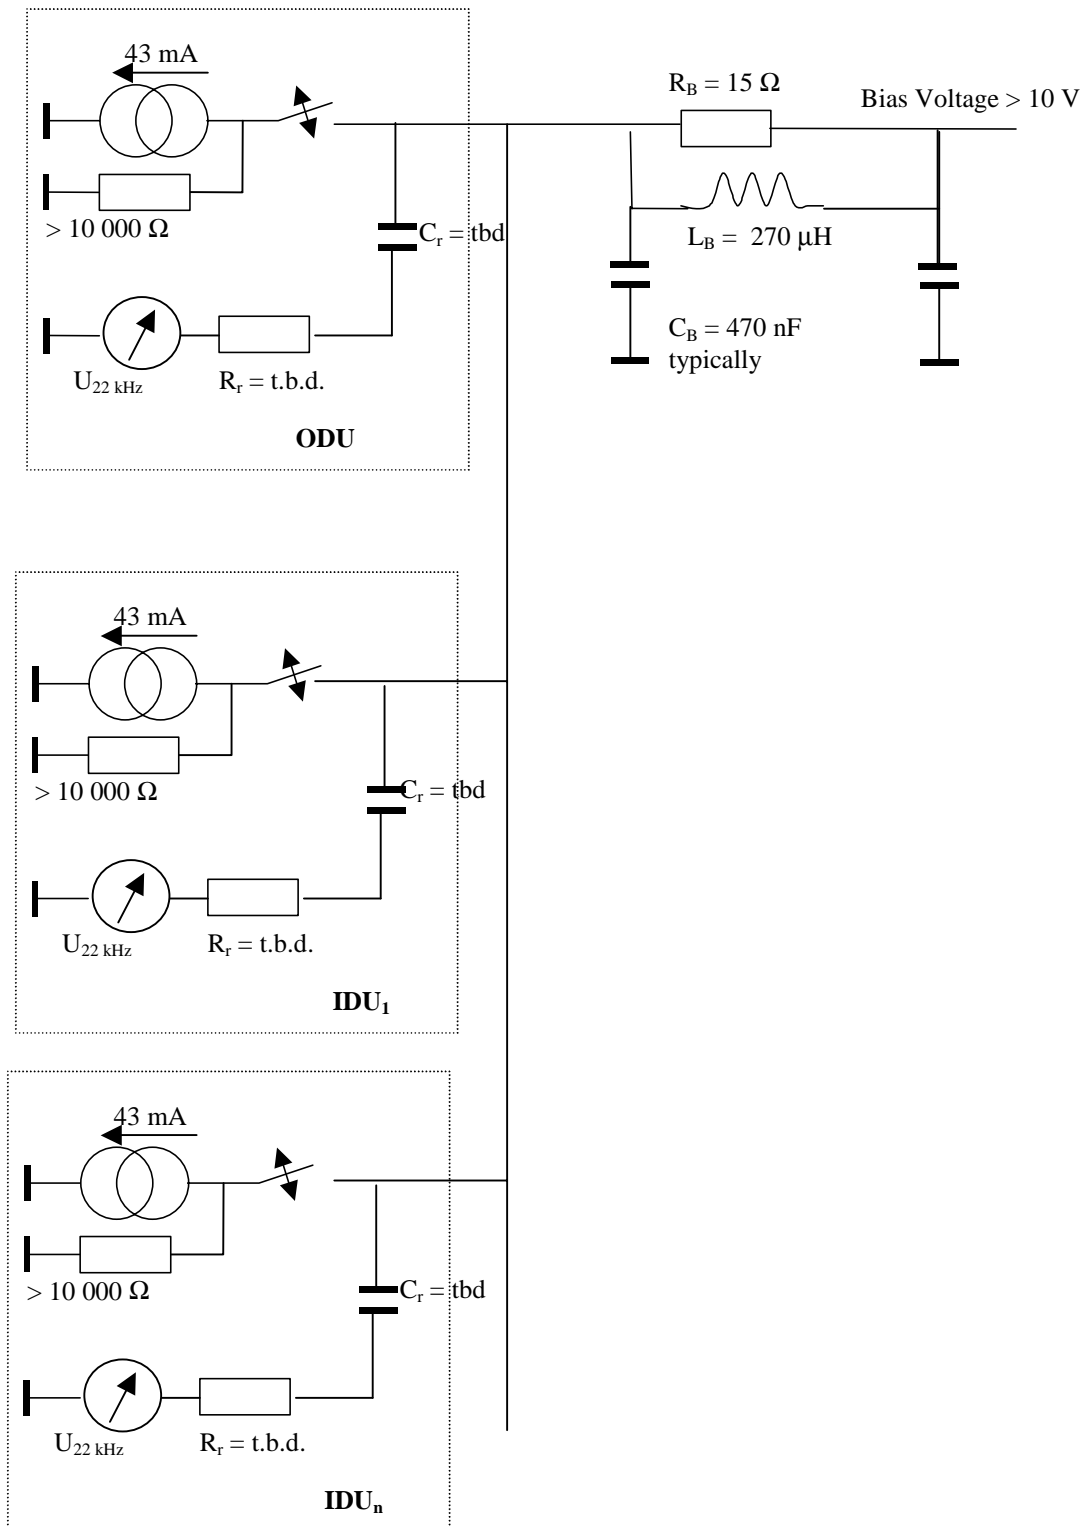 43 mA
> 10 000 Ω
C_r = tbd
U_22 kHz
R_r = t.b.d.
ODU
R_B = 15 Ω
Bias Voltage > 10 V
L_B = 270 μH
C_B = 470 nF
typically
43 mA
> 10 000 Ω
C_r = tbd
U_22 kHz
R_r = t.b.d.
IDU_1
43 mA
> 10 000 Ω
C_r = tbd
U_22 kHz
R_r = t.b.d.
IDU_n